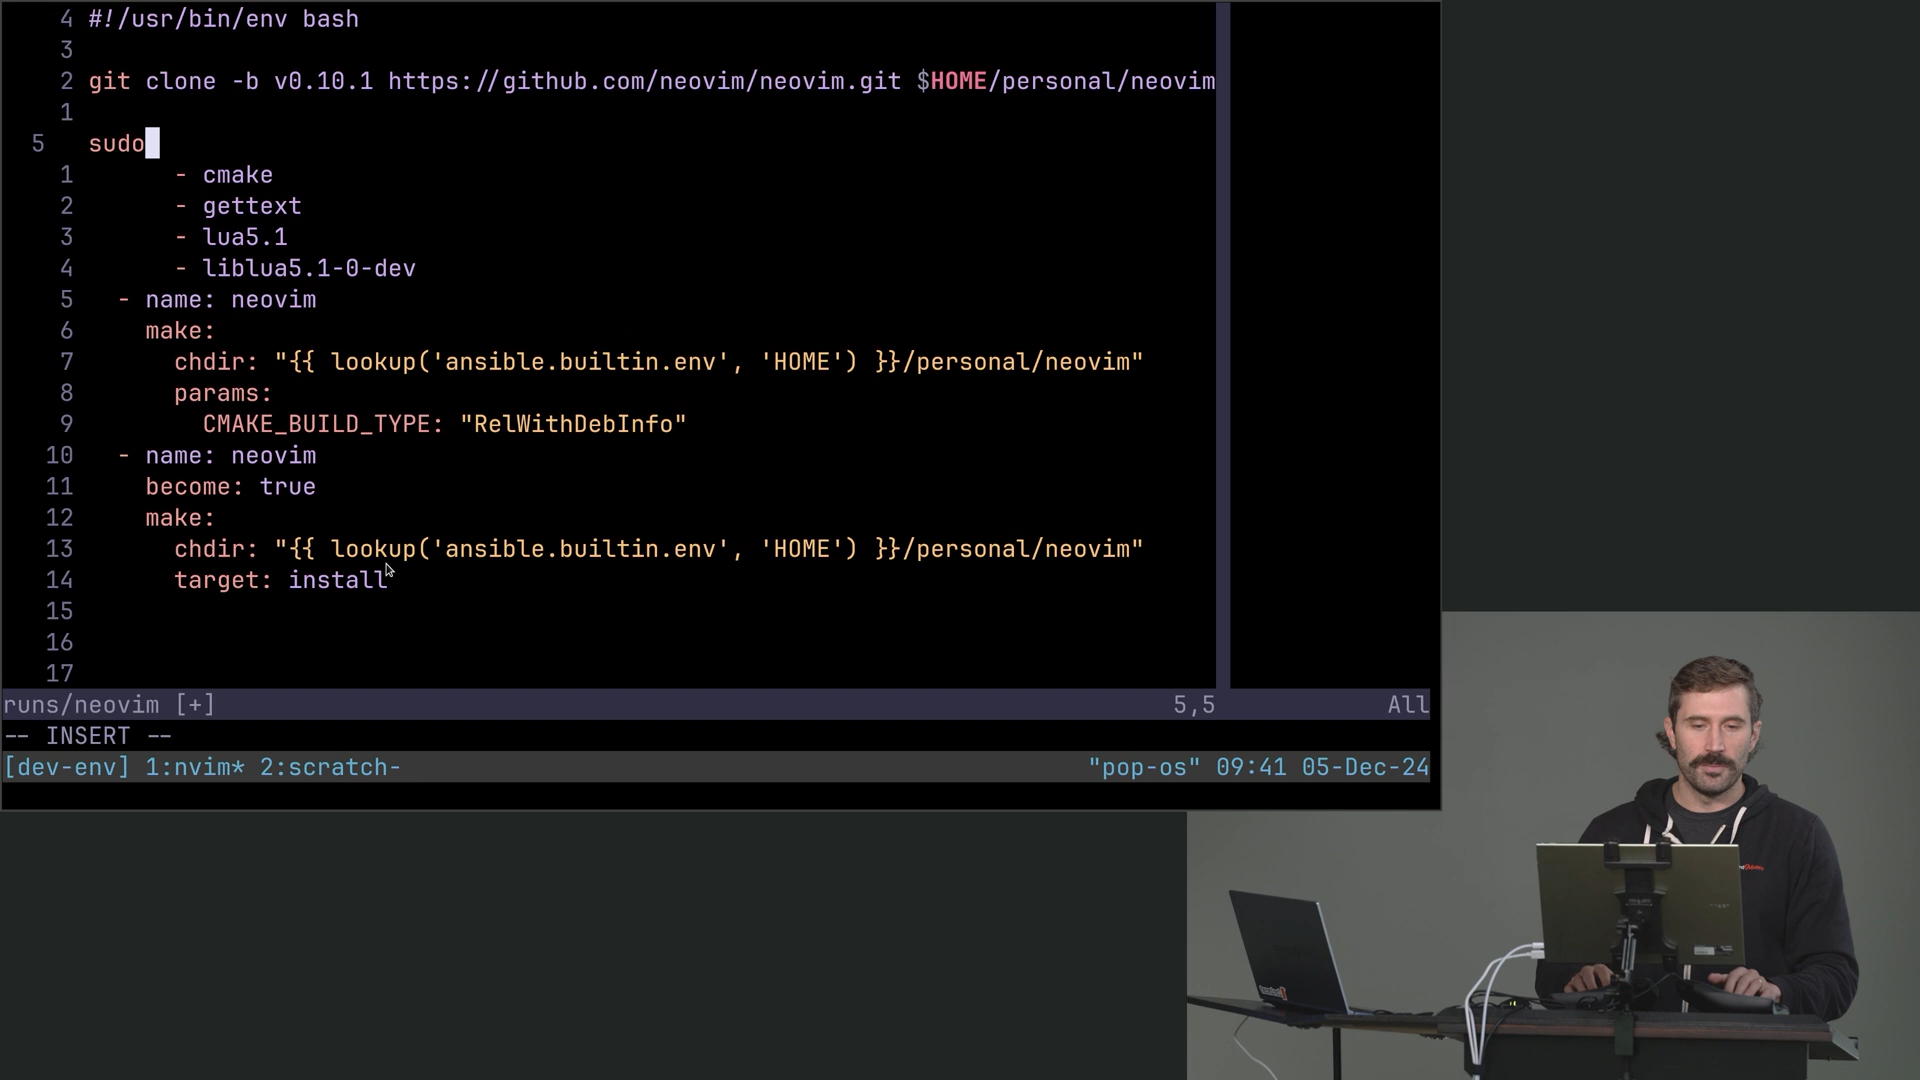 4 #!/usr/bin/env bash
3
2 git clone -b v0.10.1 https://github.com/neovim/neovim.git $HOME/personal/neovim
1
5 sudo
1 - cmake
2 - gettext
3 - lua5.1
4 - liblua5.1-0-dev
5 - name: neovim
6 make:
7 chdir: "{{ lookup('ansible.builtin.env', 'HOME') }}/personal/neovim"
8 params:
9 CMAKE_BUILD_TYPE: "RelWithDebInfo"
10 - name: neovim
11 become: true
12 make:
13 chdir: "{{ lookup('ansible.builtin.env', 'HOME') }}/personal/neovim"
14 target: install
15
16
17
runs/neovim [+] 5,5 All
-- INSERT --
[dev-env] 1:nvim* 2:scratch- "pop-os" 09:41 05-Dec-24